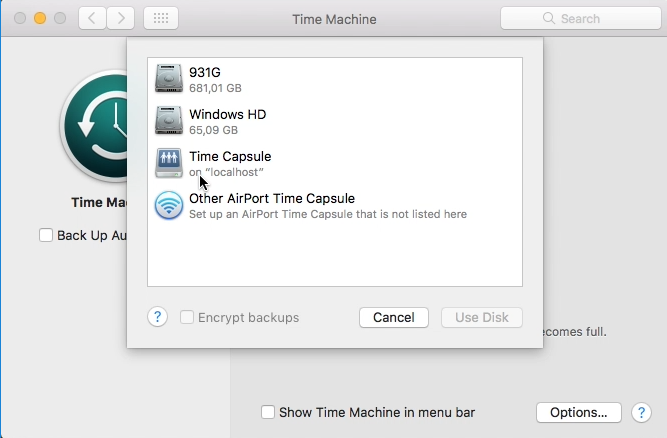 Time Machine
Search
931G
681,01 GB
Windows HD
65,09 GB
Time Capsule
on “localhost”
Other AirPort Time Capsule
Set up an AirPort Time Capsule that is not listed here
Time Ma
Back Up Au
? Encrypt backups Cancel Use Disk
ecomes full.
Show Time Machine in menu bar Options... ?